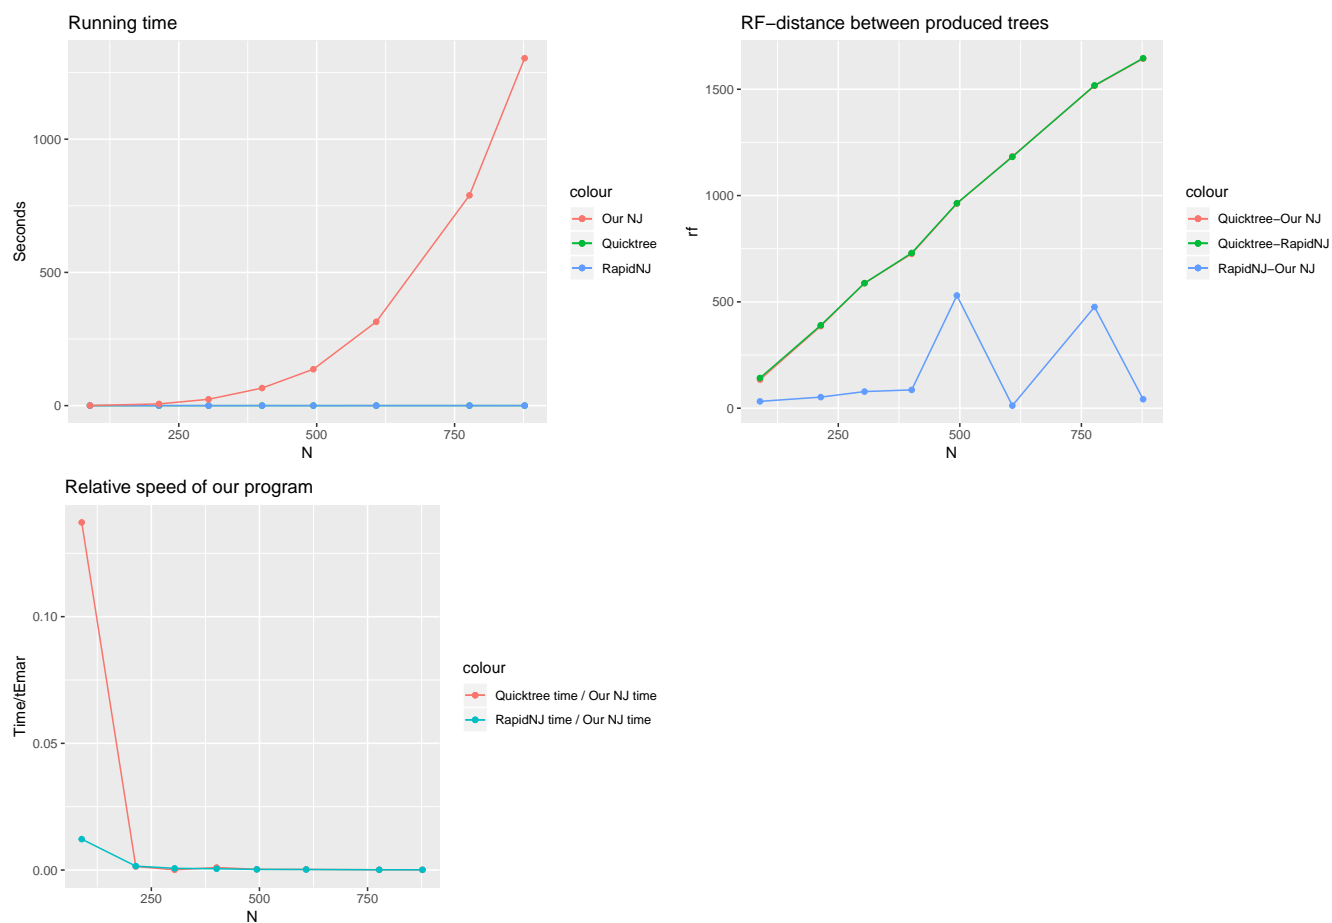 Running time
1000
500
0
Seconds
250
500
750
N
colour
Our NJ
Quicktree
RapidNJ
RF−distance between produced trees
1500
1000
500
0
rf
250
500
750
N
colour
Quicktree−Our NJ
Quicktree−RapidNJ
RapidNJ−Our NJ
Relative speed of our program
0.10
0.05
0.00
Time/tEmar
250
500
750
N
colour
Quicktree time / Our NJ time
RapidNJ time / Our NJ time